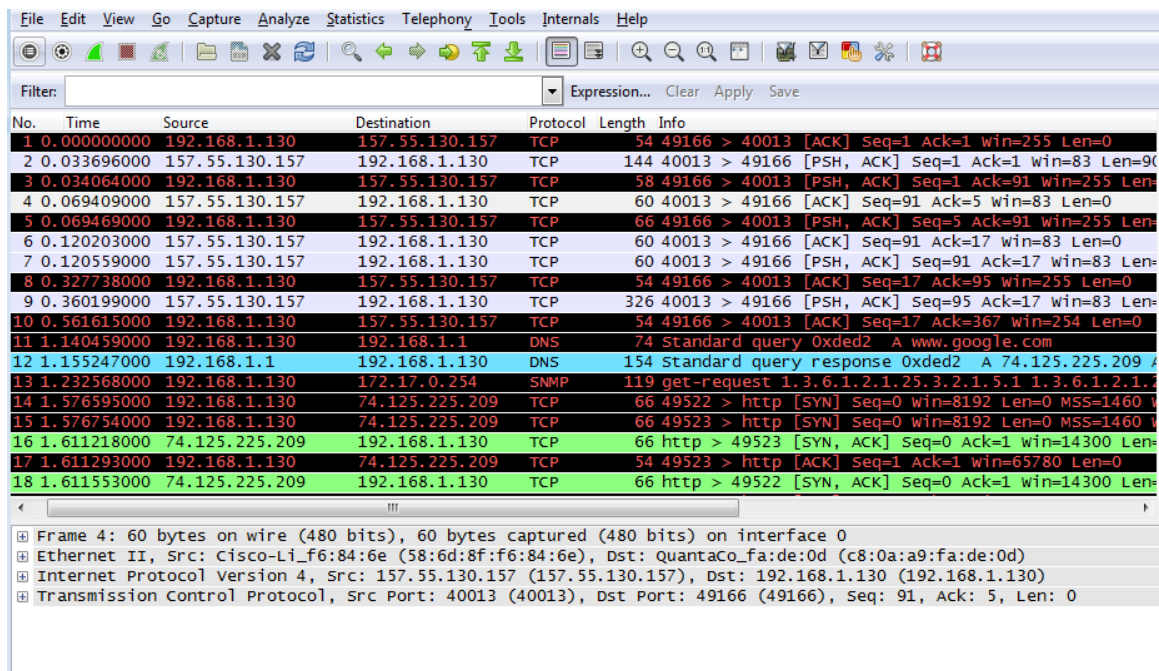 File Edit View Go Capture Analyze Statistics Telephony Tools Internals Help
Filter: Expression... Clear Apply Save
No. Time Source Destination Protocol Length Info
1 0.000000000 192.168.1.130 157.55.130.157 TCP 54 49166 > 40013 [ACK] Seq=1 Ack=1 Win=255 Len=0
2 0.033696000 157.55.130.157 192.168.1.130 TCP 144 40013 > 49166 [PSH, ACK] Seq=1 Ack=1 Win=83 Len=90
3 0.034064000 192.168.1.130 157.55.130.157 TCP 58 49166 > 40013 [PSH, ACK] Seq=1 Ack=91 Win=255 Len=
4 0.069409000 157.55.130.157 192.168.1.130 TCP 60 40013 > 49166 [ACK] Seq=91 Ack=5 Win=83 Len=0
5 0.069469000 192.168.1.130 157.55.130.157 TCP 66 49166 > 40013 [PSH, ACK] Seq=5 Ack=91 Win=255 Len=
6 0.120203000 157.55.130.157 192.168.1.130 TCP 60 40013 > 49166 [ACK] Seq=91 Ack=17 Win=83 Len=0
7 0.120559000 157.55.130.157 192.168.1.130 TCP 60 40013 > 49166 [PSH, ACK] Seq=91 Ack=17 Win=83 Len=
8 0.327738000 192.168.1.130 157.55.130.157 TCP 54 49166 > 40013 [ACK] Seq=17 Ack=95 Win=255 Len=0
9 0.360199000 157.55.130.157 192.168.1.130 TCP 326 40013 > 49166 [PSH, ACK] Seq=95 Ack=17 Win=83 Len=
10 0.561615000 192.168.1.130 157.55.130.157 TCP 54 49166 > 40013 [ACK] Seq=17 Ack=367 Win=254 Len=0
11 1.140459000 192.168.1.130 192.168.1.1 DNS 74 Standard query 0xded2 A www.google.com
12 1.155247000 192.168.1.1 192.168.1.130 DNS 154 Standard query response 0xded2 A 74.125.225.209 A
13 1.232568000 192.168.1.130 172.17.0.254 SNMP 119 get-request 1.3.6.1.2.1.25.3.2.1.5.1 1.3.6.1.2.1.2
14 1.576595000 192.168.1.130 74.125.225.209 TCP 66 49522 > http [SYN] Seq=0 Win=8192 Len=0 MSS=1460 W
15 1.576754000 192.168.1.130 74.125.225.209 TCP 66 49523 > http [SYN] Seq=0 Win=8192 Len=0 MSS=1460 W
16 1.611218000 74.125.225.209 192.168.1.130 TCP 66 http > 49523 [SYN, ACK] Seq=0 Ack=1 Win=14300 Len=
17 1.611293000 192.168.1.130 74.125.225.209 TCP 54 49523 > http [ACK] Seq=1 Ack=1 Win=65780 Len=0
18 1.611553000 74.125.225.209 192.168.1.130 TCP 66 http > 49522 [SYN, ACK] Seq=0 Ack=1 Win=14300 Len=
Frame 4: 60 bytes on wire (480 bits), 60 bytes captured (480 bits) on interface 0
Ethernet II, Src: Cisco-Li_f6:84:6e (58:6d:8f:f6:84:6e), Dst: QuantaCo_fa:de:0d (c8:0a:a9:fa:de:0d)
Internet Protocol Version 4, Src: 157.55.130.157 (157.55.130.157), Dst: 192.168.1.130 (192.168.1.130)
Transmission Control Protocol, Src Port: 40013 (40013), Dst Port: 49166 (49166), Seq: 91, Ack: 5, Len: 0